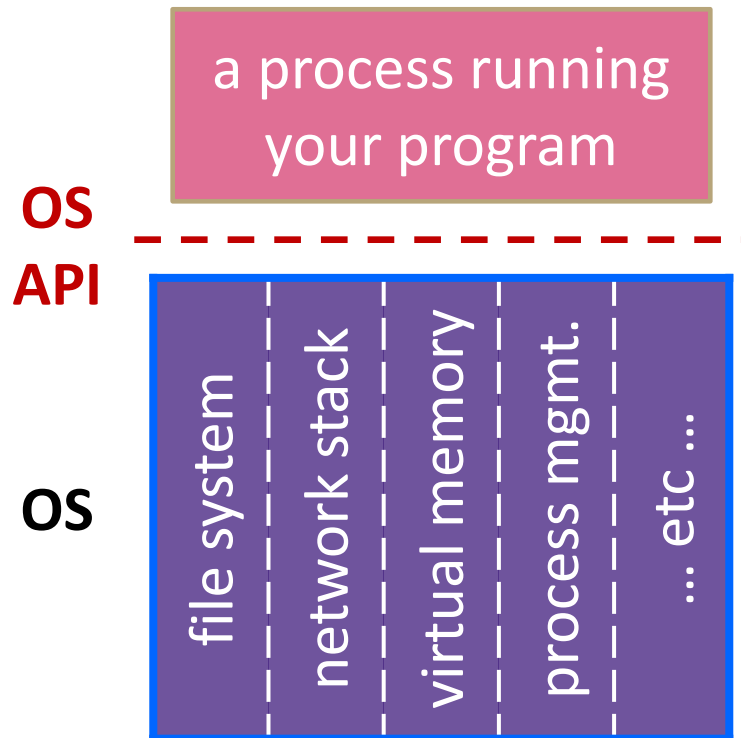 a process running
your program
OS
API
OS
file system
network stack
virtual memory
process mgmt.
... etc ...